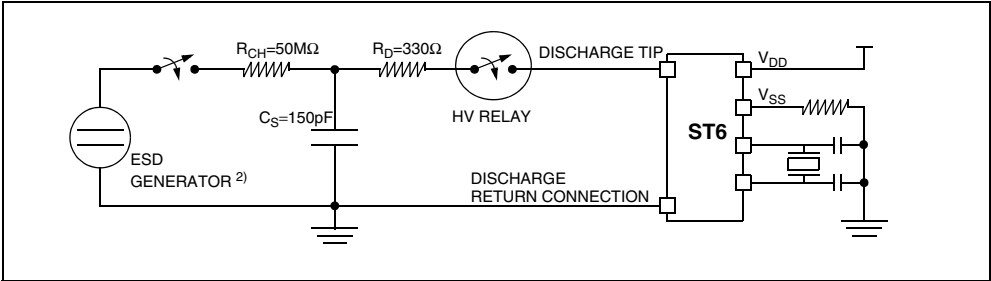 R_CH=50MΩ
R_D=330Ω
DISCHARGE TIP
V_DD
V_SS
C_S=150pF
HV RELAY
ST6
ESD
GENERATOR 2)
DISCHARGE
RETURN CONNECTION